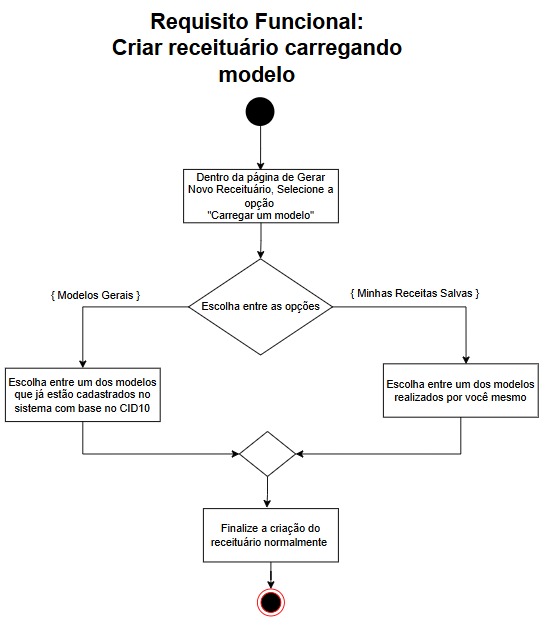 Requisito Funcional:
Criar receituário carregando
modelo
Dentro da página de Gerar
Novo Receituário, Selecione a
opção
"Carregar um modelo"
Escolha entre as opções
{ Modelos Gerais }
{ Minhas Receitas Salvas }
Escolha entre um dos modelos
que já estão cadastrados no
sistema com base no CID10
Escolha entre um dos modelos
realizados por você mesmo
Finalize a criação do
receituário normalmente